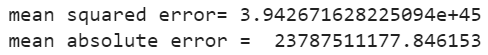 mean squared error= 3.942671628225094e+45
mean absolute error =  23787511177.846153